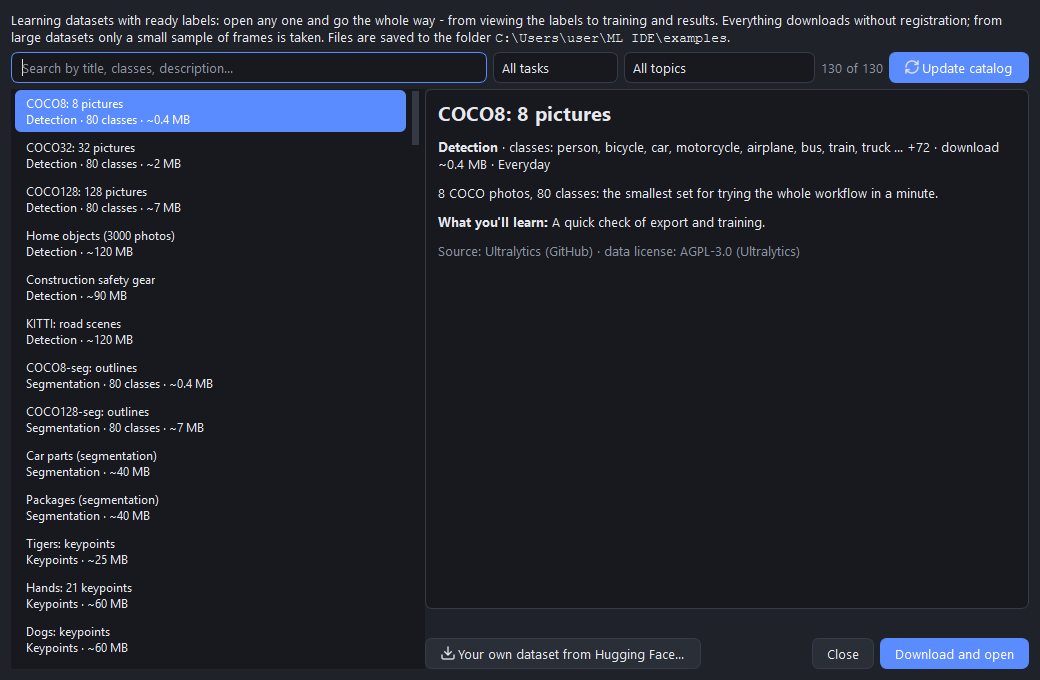 Learning datasets with ready labels: open any one and go the whole way - from viewing the labels to training and results. Everything downloads without registration; from
large datasets only a small sample of frames is taken. Files are saved to the folder C:\Users\user\ML IDE\examples.
Search by title, classes, description...
All tasks
All topics
130 of 130
Update catalog
COCO8: 8 pictures
Detection · 80 classes · ~0.4 MB
COCO32: 32 pictures
Detection · 80 classes · ~2 MB
COCO128: 128 pictures
Detection · 80 classes · ~7 MB
Home objects (3000 photos)
Detection · ~120 MB
Construction safety gear
Detection · ~90 MB
KITTI: road scenes
Detection · ~120 MB
COCO8-seg: outlines
Segmentation · 80 classes · ~0.4 MB
COCO128-seg: outlines
Segmentation · 80 classes · ~7 MB
Car parts (segmentation)
Segmentation · ~40 MB
Packages (segmentation)
Segmentation · ~40 MB
Tigers: keypoints
Keypoints · ~25 MB
Hands: 21 keypoints
Keypoints · ~60 MB
Dogs: keypoints
Keypoints · ~60 MB
COCO8: 8 pictures
Detection · classes: person, bicycle, car, motorcycle, airplane, bus, train, truck ... +72 · download
~0.4 MB · Everyday
8 COCO photos, 80 classes: the smallest set for trying the whole workflow in a minute.
What you'll learn: A quick check of export and training.
Source: Ultralytics (GitHub) · data license: AGPL-3.0 (Ultralytics)
Your own dataset from Hugging Face...
Close
Download and open